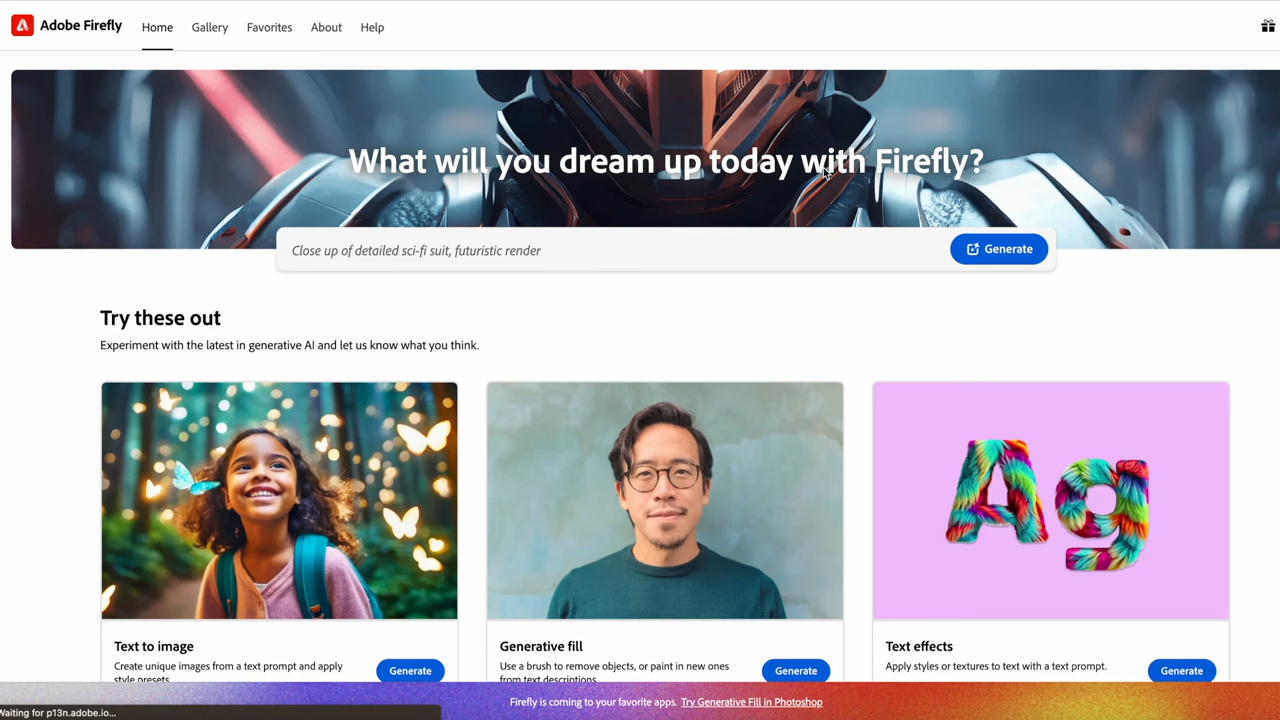 Adobe Firefly
Home
Gallery
Favorites
About
Help
What will you dream up today with Firefly?
Close up of detailed sci-fi suit, futuristic render
Generate
Try these out
Experiment with the latest in generative AI and let us know what you think.
Ag
Text to image
Create unique images from a text prompt and apply
style presets.
Generate
Generative fill
Use a brush to remove objects, or paint in new ones
from text descriptions.
Generate
Text effects
Apply styles or textures to text with a text prompt.
Generate
Firefly is coming to your favorite apps. Try Generative Fill in Photoshop
Waiting for p13n.adobe.io...